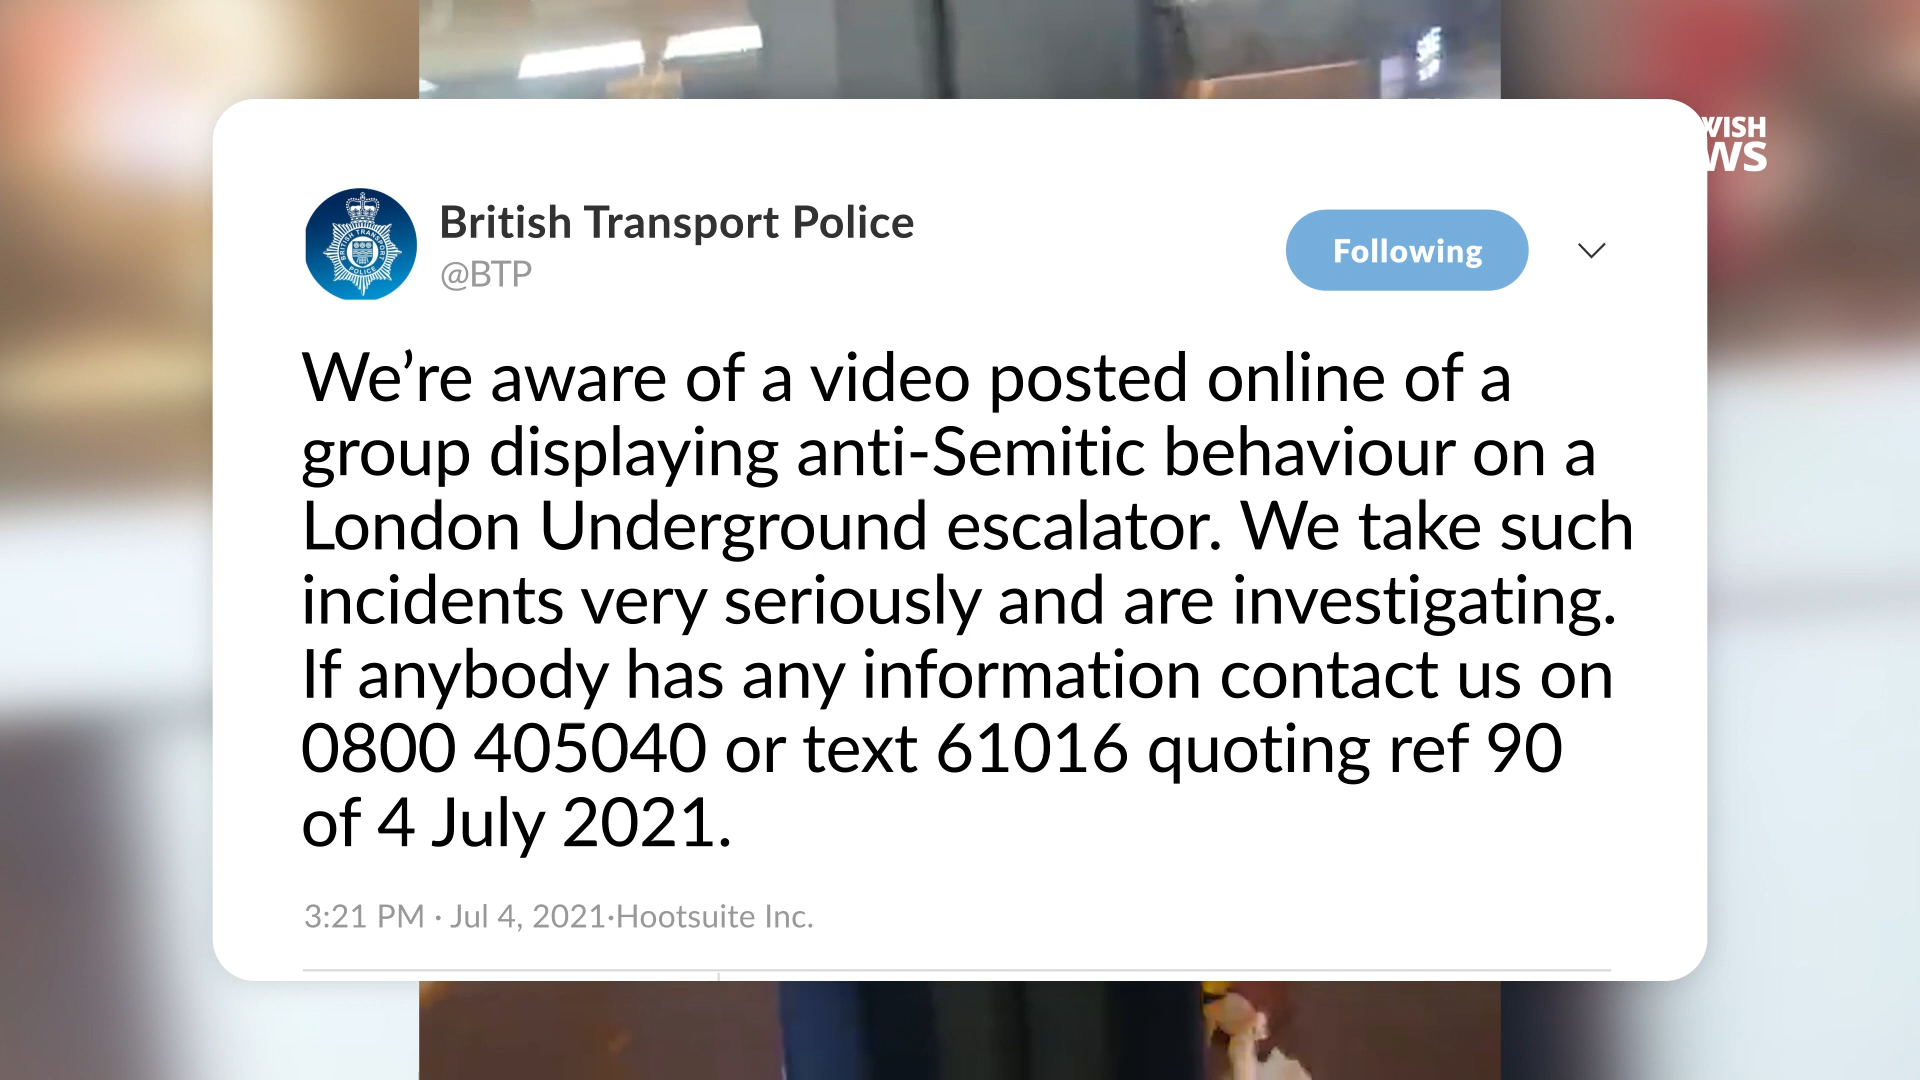 WISH
WS
British Transport Police
@BTP
Following
We’re aware of a video posted online of a
group displaying anti-Semitic behaviour on a
London Underground escalator. We take such
incidents very seriously and are investigating.
If anybody has any information contact us on
0800 405040 or text 61016 quoting ref 90
of 4 July 2021.
3:21 PM · Jul 4, 2021·Hootsuite Inc.